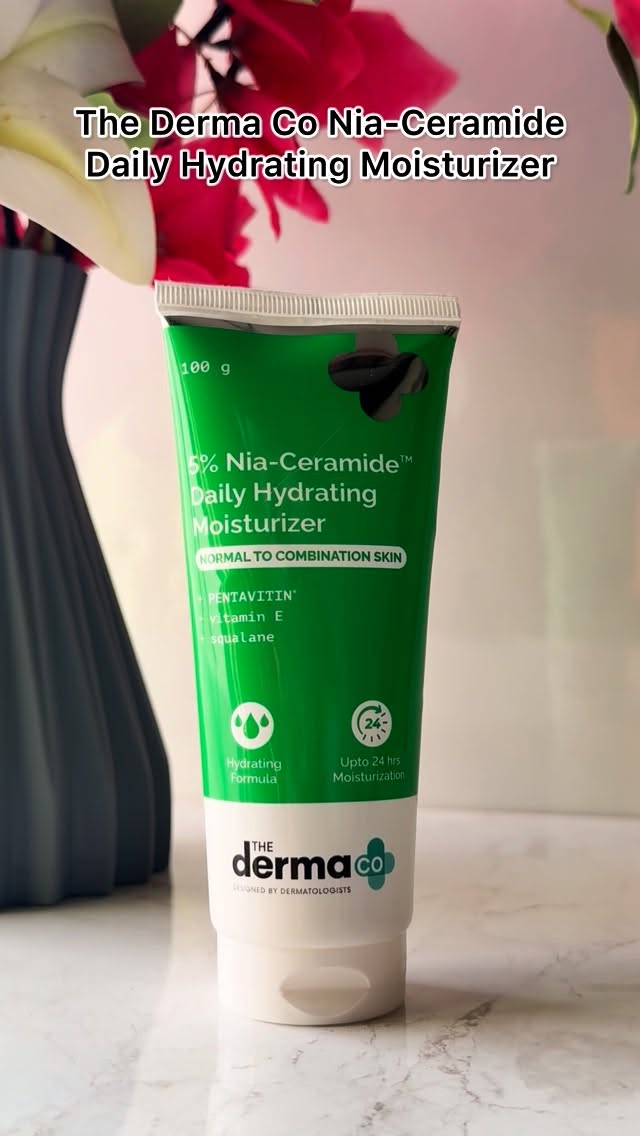 The Derma Co Nia-Ceramide
Daily Hydrating Moisturizer
100 g
5% Nia-Ceramide™
Daily Hydrating
Moisturizer
NORMAL TO COMBINATION SKIN
+ PENTAVITIN®
+ vitamin E
+ squalane
24
Hydrating
Formula
Upto 24 hrs
Moisturization
THE
derma co
DESIGNED BY DERMATOLOGISTS